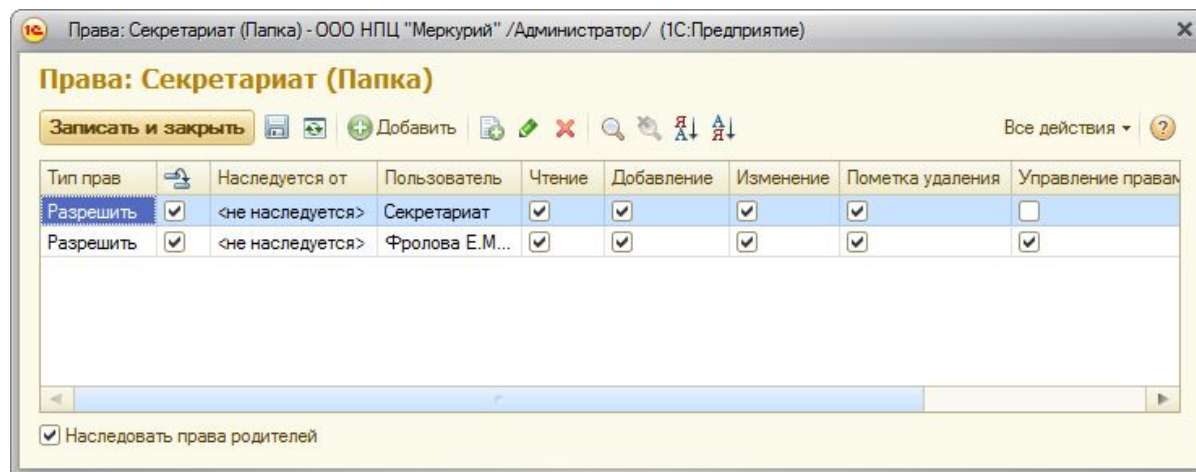 Права: Секретариат (Папка) - ООО НПЦ "Меркурий" /Администратор/ (1С:Предприятие)
Права: Секретариат (Папка)
Записать и закрыть Добавить Все действия
Тип прав Наследуется от Пользователь Чтение Добавление Изменение Пометка удаления Управление правам
Разрешить <не наследуется> Секретариат
Разрешить <не наследуется> Фролова Е.М...
Наследовать права родителей